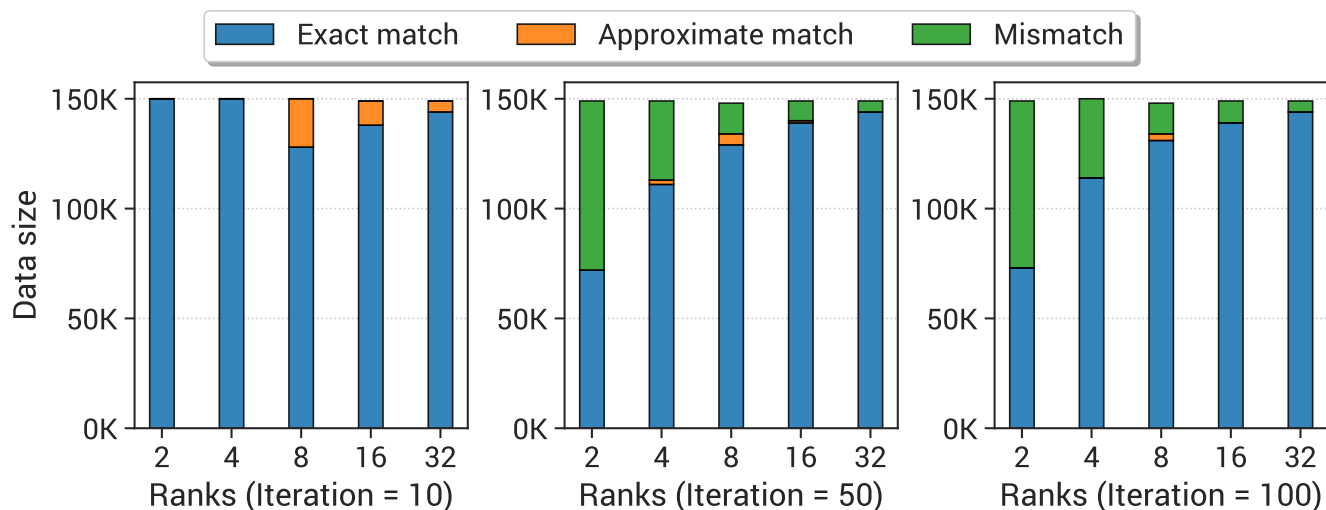 Exact match Approximate match Mismatch
Data size
150K
100K
50K
0K
2 4 8 16 32
Ranks (Iteration = 10)
150K
100K
50K
0K
2 4 8 16 32
Ranks (Iteration = 50)
150K
100K
50K
0K
2 4 8 16 32
Ranks (Iteration = 100)